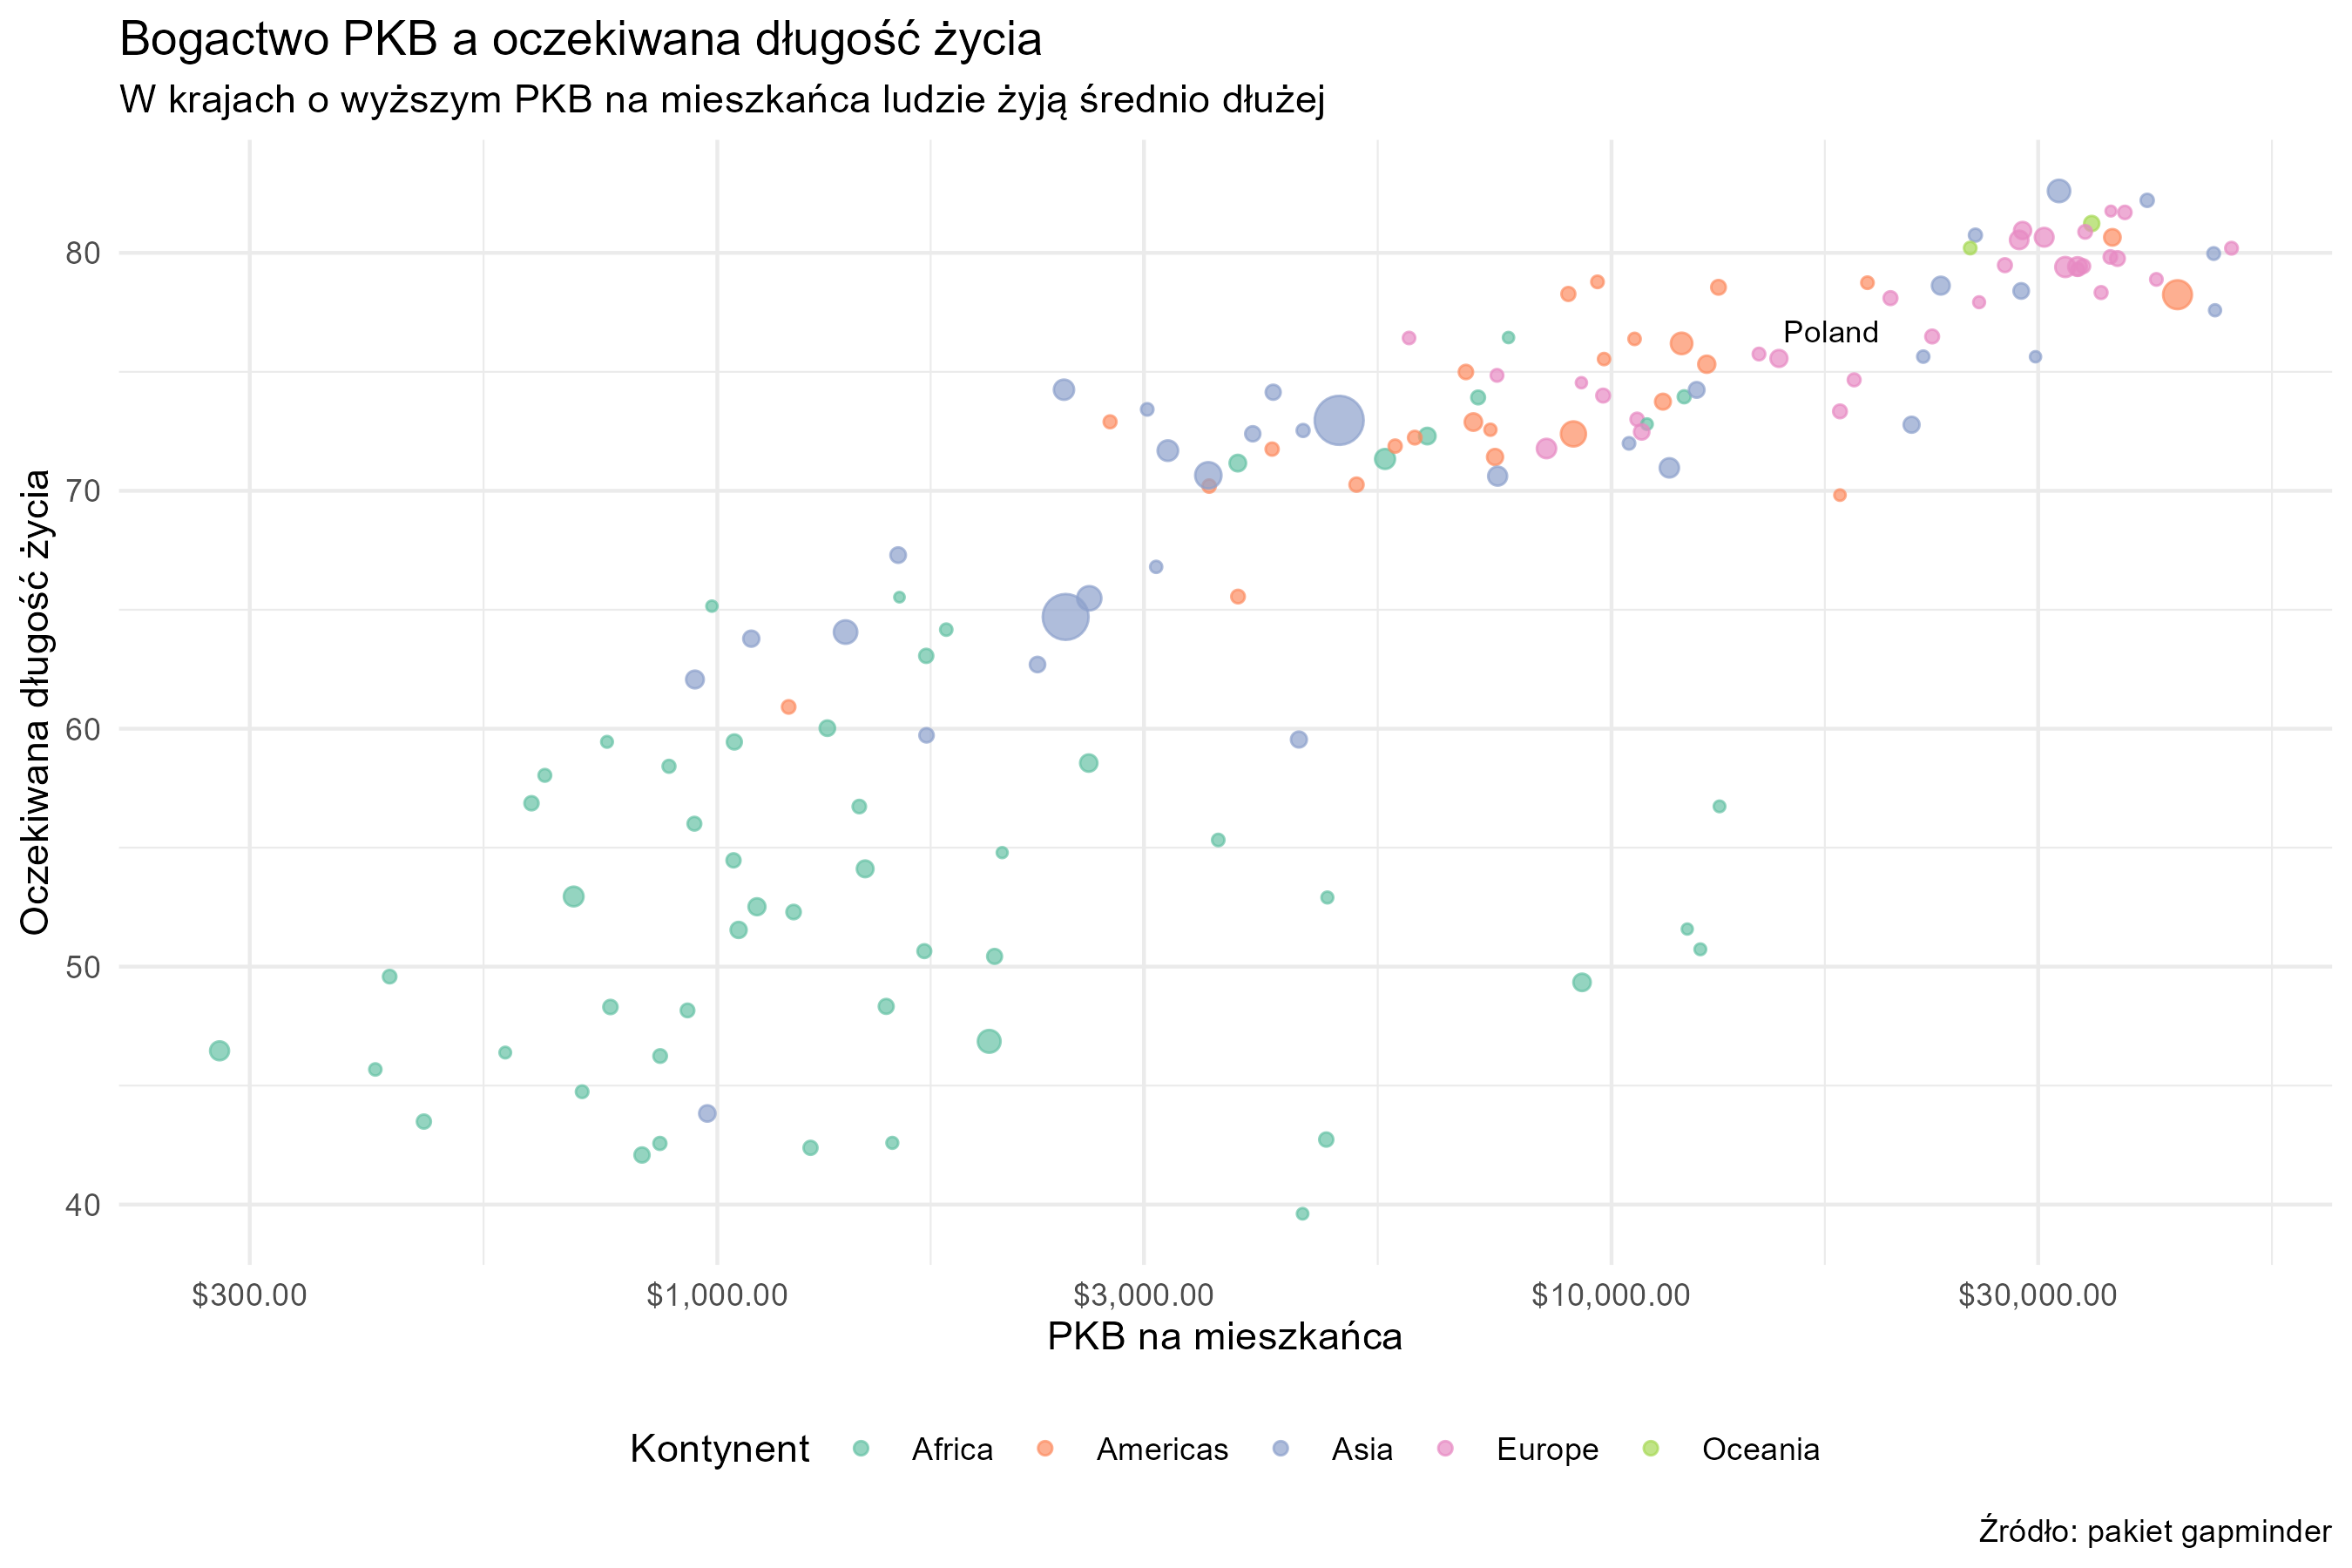 Bogactwo PKB a oczekiwana długość życia
W krajach o wyższym PKB na mieszkańca ludzie żyją średnio dłużej
Oczekiwana długość życia
80
70
60
50
40
Poland
$300.00 $1,000.00 $3,000.00 $10,000.00 $30,000.00
PKB na mieszkańca
Kontynent Africa Americas Asia Europe Oceania
Źródło: pakiet gapminder